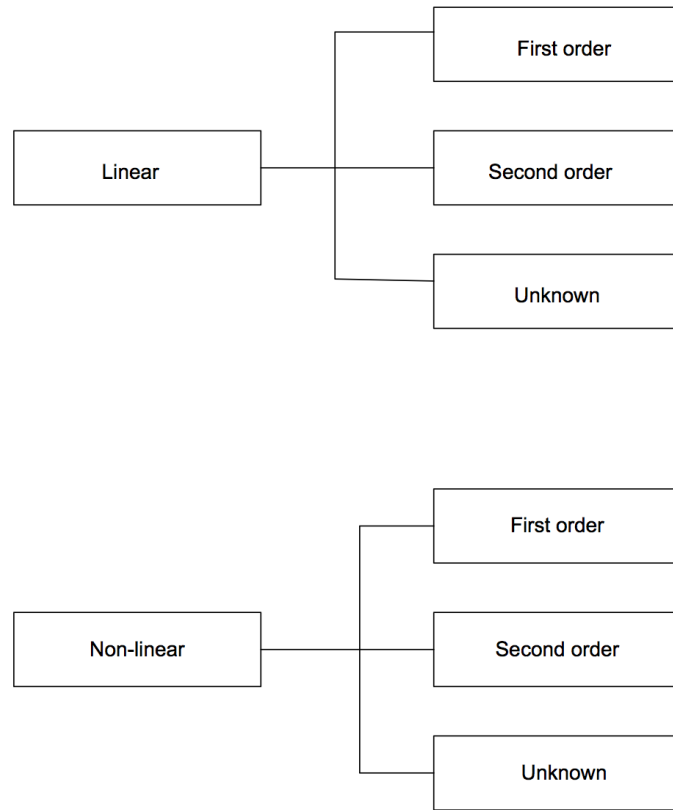 First order
Linear
Second order
Unknown
First order
Non-linear
Second order
Unknown